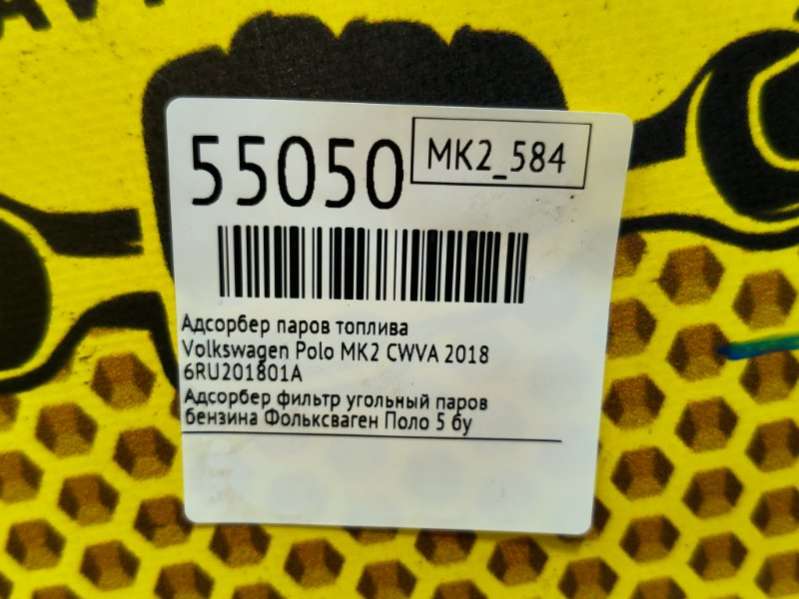 55050
MK2_584
Адсорбер паров топлива
Volkswagen Polo MK2 CWVA 2018
6RU201801A
Адсорбер фильтр угольный паров
бензина Фольксваген Поло 5 бу